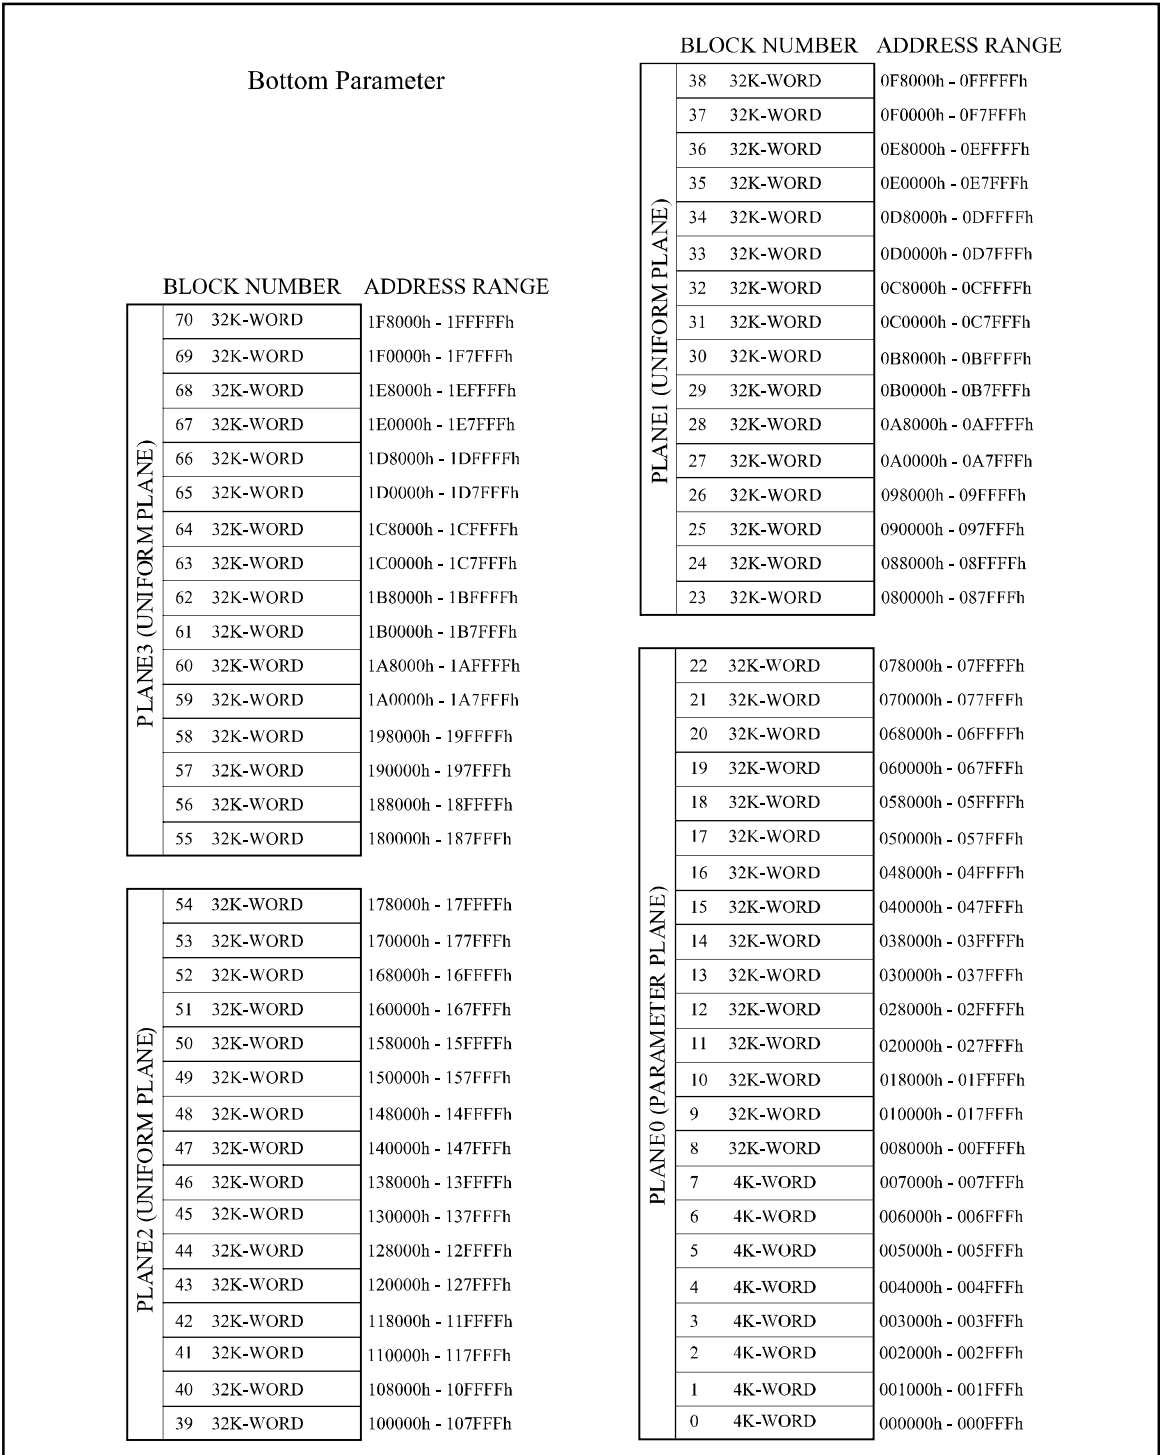 Bottom Parameter
BLOCK NUMBER ADDRESS RANGE
PLANE3 (UNIFORM PLANE)
70 32K-WORD 1F8000h - 1FFFFFh
69 32K-WORD 1F0000h - 1F7FFFh
68 32K-WORD 1E8000h - 1EFFFFh
67 32K-WORD 1E0000h - 1E7FFFh
66 32K-WORD 1D8000h - 1DFFFFh
65 32K-WORD 1D0000h - 1D7FFFh
64 32K-WORD 1C8000h - 1CFFFFh
63 32K-WORD 1C0000h - 1C7FFFh
62 32K-WORD 1B8000h - 1BFFFFh
61 32K-WORD 1B0000h - 1B7FFFh
60 32K-WORD 1A8000h - 1AFFFFh
59 32K-WORD 1A0000h - 1A7FFFh
58 32K-WORD 198000h - 19FFFFh
57 32K-WORD 190000h - 197FFFh
56 32K-WORD 188000h - 18FFFFh
55 32K-WORD 180000h - 187FFFh
PLANE2 (UNIFORM PLANE)
54 32K-WORD 178000h - 17FFFFh
53 32K-WORD 170000h - 177FFFh
52 32K-WORD 168000h - 16FFFFh
51 32K-WORD 160000h - 167FFFh
50 32K-WORD 158000h - 15FFFFh
49 32K-WORD 150000h - 157FFFh
48 32K-WORD 148000h - 14FFFFh
47 32K-WORD 140000h - 147FFFh
46 32K-WORD 138000h - 13FFFFh
45 32K-WORD 130000h - 137FFFh
44 32K-WORD 128000h - 12FFFFh
43 32K-WORD 120000h - 127FFFh
42 32K-WORD 118000h - 11FFFFh
41 32K-WORD 110000h - 117FFFh
40 32K-WORD 108000h - 10FFFFh
39 32K-WORD 100000h - 107FFFh
BLOCK NUMBER ADDRESS RANGE
PLANE1 (UNIFORM PLANE)
38 32K-WORD 0F8000h - 0FFFFFh
37 32K-WORD 0F0000h - 0F7FFFh
36 32K-WORD 0E8000h - 0EFFFFh
35 32K-WORD 0E0000h - 0E7FFFh
34 32K-WORD 0D8000h - 0DFFFFh
33 32K-WORD 0D0000h - 0D7FFFh
32 32K-WORD 0C8000h - 0CFFFFh
31 32K-WORD 0C0000h - 0C7FFFh
30 32K-WORD 0B8000h - 0BFFFFh
29 32K-WORD 0B0000h - 0B7FFFh
28 32K-WORD 0A8000h - 0AFFFFh
27 32K-WORD 0A0000h - 0A7FFFh
26 32K-WORD 098000h - 09FFFFh
25 32K-WORD 090000h - 097FFFh
24 32K-WORD 088000h - 08FFFFh
23 32K-WORD 080000h - 087FFFh
PLANE0 (PARAMETER PLANE)
22 32K-WORD 078000h - 07FFFFh
21 32K-WORD 070000h - 077FFFh
20 32K-WORD 068000h - 06FFFFh
19 32K-WORD 060000h - 067FFFh
18 32K-WORD 058000h - 05FFFFh
17 32K-WORD 050000h - 057FFFh
16 32K-WORD 048000h - 04FFFFh
15 32K-WORD 040000h - 047FFFh
14 32K-WORD 038000h - 03FFFFh
13 32K-WORD 030000h - 037FFFh
12 32K-WORD 028000h - 02FFFFh
11 32K-WORD 020000h - 027FFFh
10 32K-WORD 018000h - 01FFFFh
9 32K-WORD 010000h - 017FFFh
8 32K-WORD 008000h - 00FFFFh
7 4K-WORD 007000h - 007FFFh
6 4K-WORD 006000h - 006FFFh
5 4K-WORD 005000h - 005FFFh
4 4K-WORD 004000h - 004FFFh
3 4K-WORD 003000h - 003FFFh
2 4K-WORD 002000h - 002FFFh
1 4K-WORD 001000h - 001FFFh
0 4K-WORD 000000h - 000FFFh